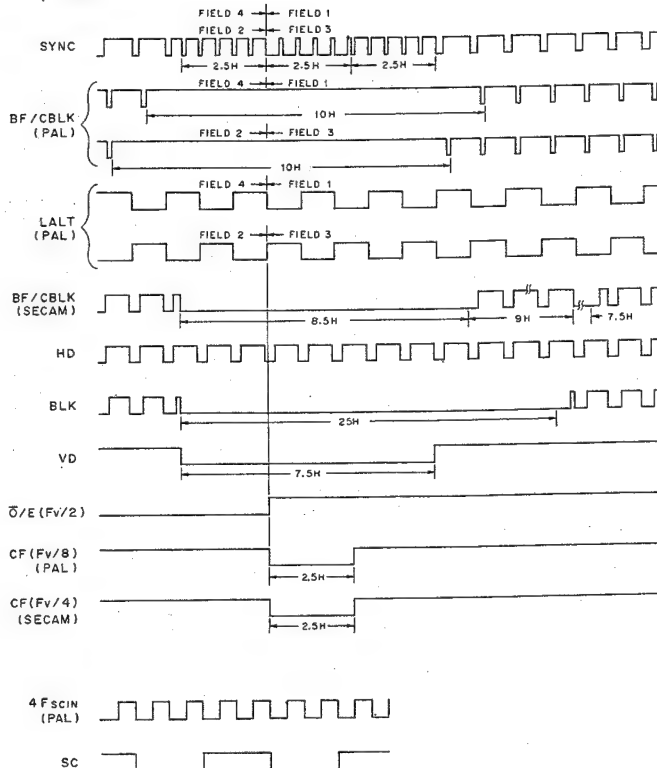 FIELD 4 FIELD 1
FIELD 2 FIELD 3
SYNC
2.5H 2.5H 2.5H
FIELD 4 FIELD 1
BF/CBLK
(PAL)
10H
FIELD 2 FIELD 3
10H
FIELD 4 FIELD 1
LALT
(PAL)
FIELD 2 FIELD 3
BF/CBLK
(SECAM)
8.5H 9H 7.5H
HD
BLK
25H
VD
7.5H
O̅/E (Fv/2)
CF(Fv/8)
(PAL)
2.5H
CF(Fv/4)
(SECAM)
2.5H
4FSCIN
(PAL)
SC